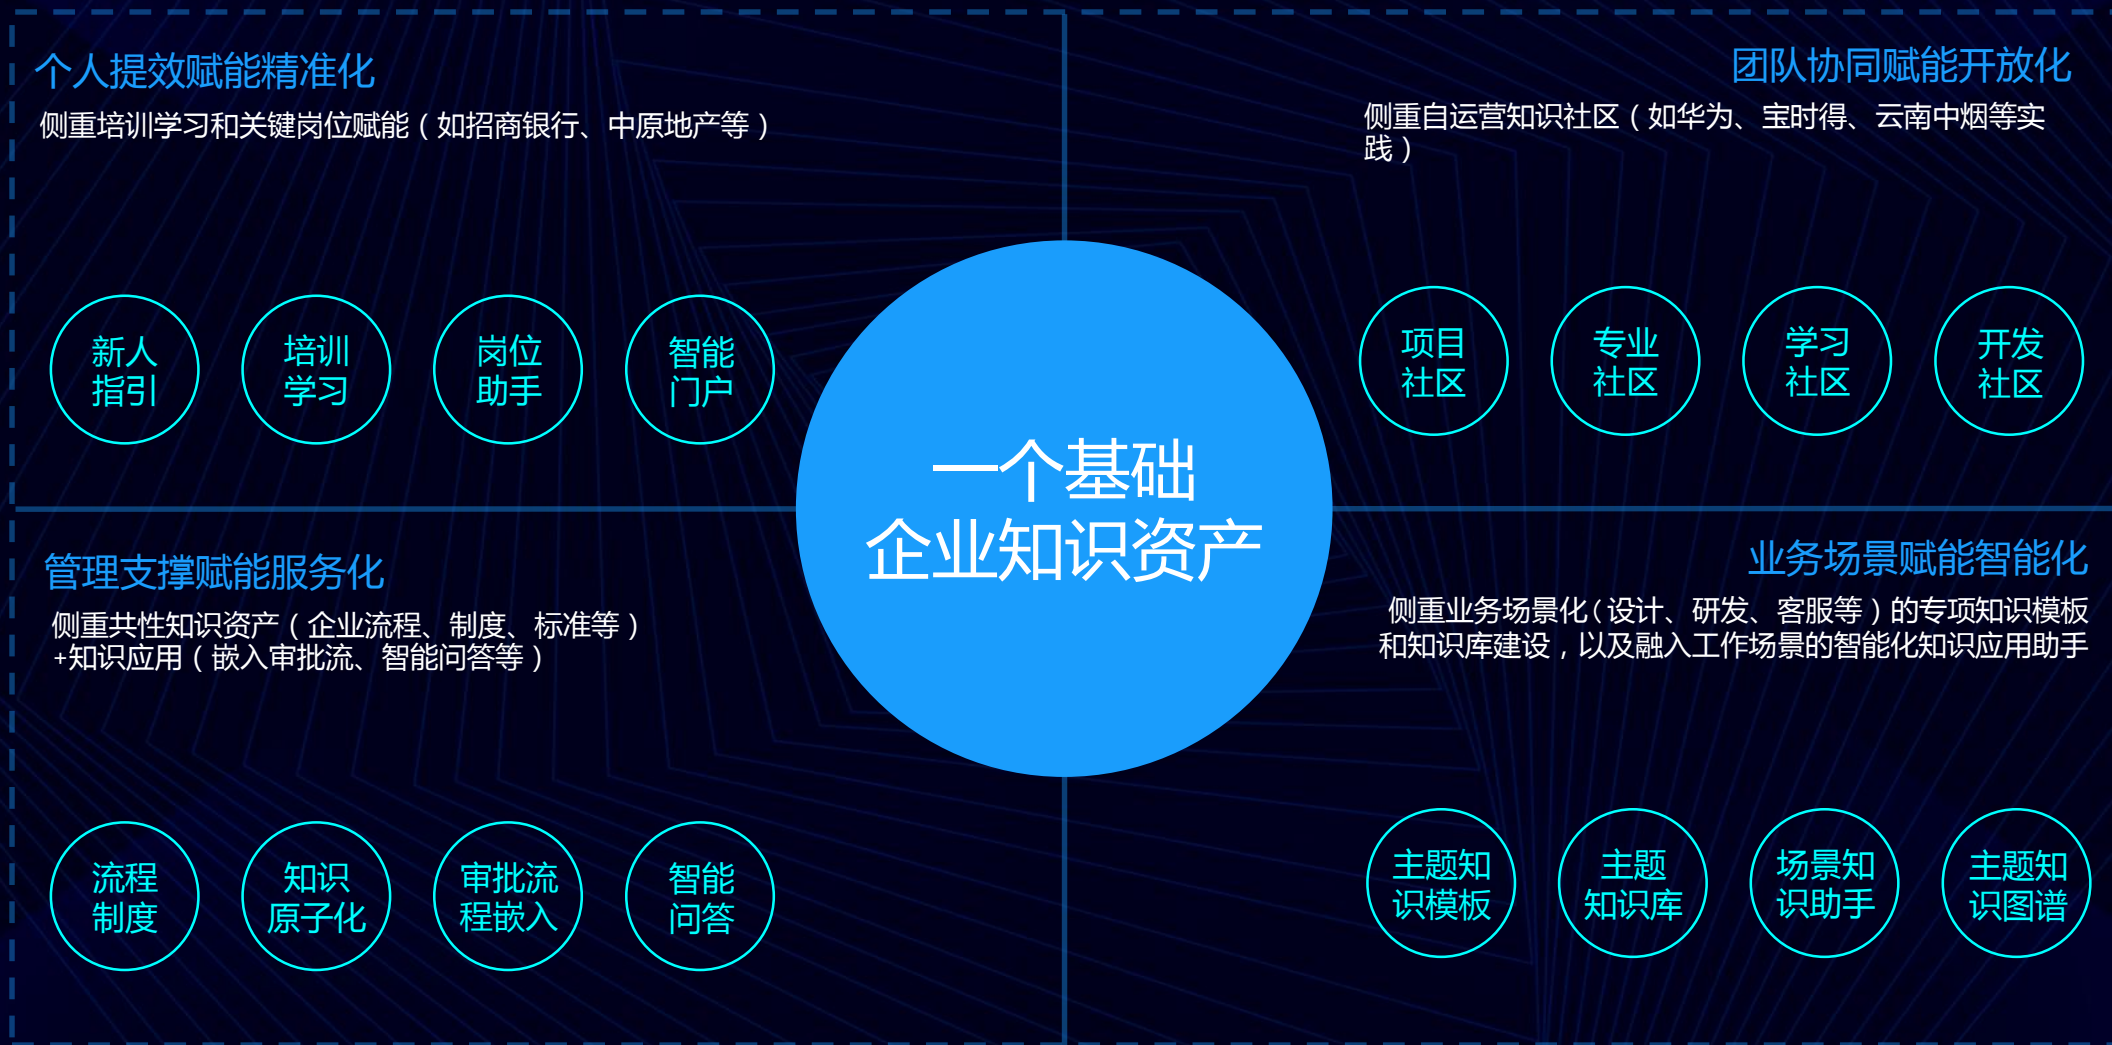 个人提效赋能精准化
侧重培训学习和关键岗位赋能（如招商银行、中原地产等）
新人
指引
培训
学习
岗位
助手
智能
门户
团队协同赋能开放化
侧重自运营知识社区（如华为、宝时得、云南中烟等实
践）
项目
社区
专业
社区
学习
社区
开发
社区
一个基础
企业知识资产
管理支撑赋能服务化
侧重共性知识资产（企业流程、制度、标准等）
+知识应用（嵌入审批流、智能问答等）
流程
制度
知识
原子化
审批流
程嵌入
智能
问答
业务场景赋能智能化
侧重业务场景化（设计、研发、客服等）的专项知识模板
和知识库建设，以及融入工作场景的智能化知识应用助手
主题知
识模板
主题
知识库
场景知
识助手
主题知
识图谱